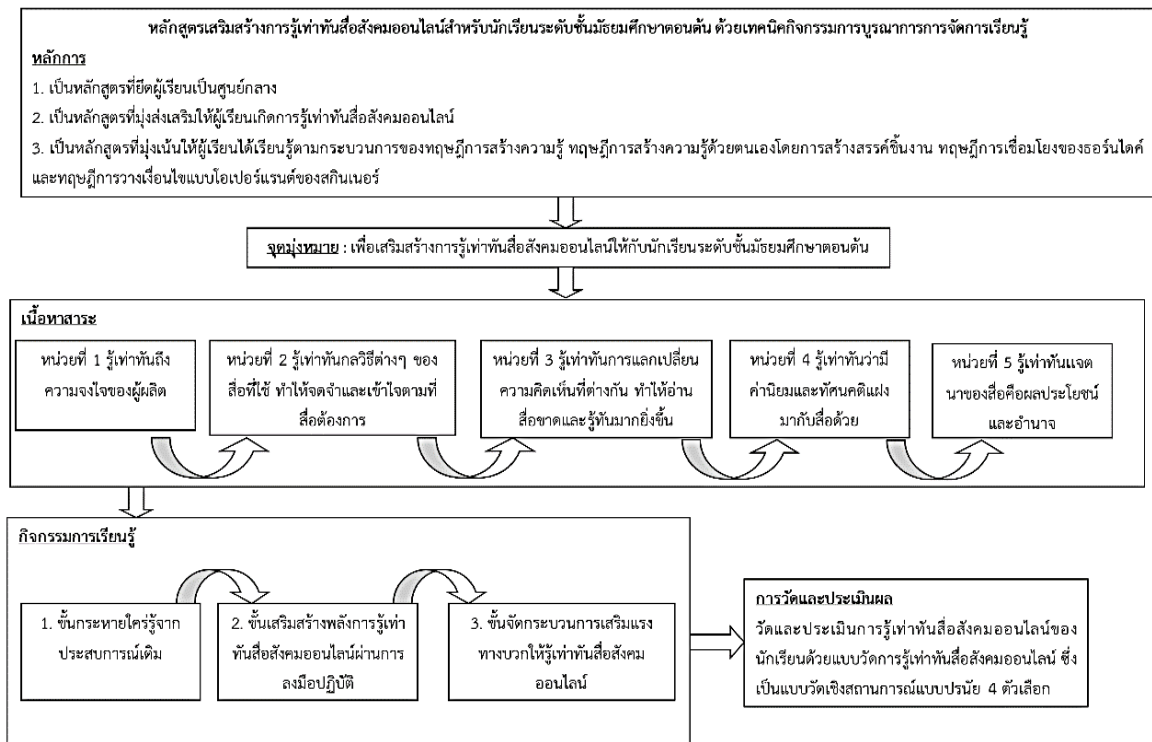 หลักสูตรเสริมสร้างการรู้เท่าทันสื่อสังคมออนไลน์สำหรับนักเรียนระดับชั้นมัธยมศึกษาตอนต้น ด้วยเทคนิคกิจกรรมการบูรณาการการจัดการเรียนรู้
หลักการ
1. เป็นหลักสูตรที่ยึดผู้เรียนเป็นศูนย์กลาง
2. เป็นหลักสูตรที่มุ่งส่งเสริมให้ผู้เรียนเกิดการรู้เท่าทันสื่อสังคมออนไลน์
3. เป็นหลักสูตรที่มุ่งเน้นให้ผู้เรียนได้เรียนรู้ตามกระบวนการของทฤษฎีการสร้างความรู้ ทฤษฎีการสร้างความรู้ด้วยตนเองโดยการสร้างสรรค์ชิ้นงาน ทฤษฎีการเชื่อมโยงของธอร์นไดค์
และทฤษฎีการวางเงื่อนไขแบบโอเปอร์แรนต์ของสกินเนอร์
จุดมุ่งหมาย : เพื่อเสริมสร้างการรู้เท่าทันสื่อสังคมออนไลน์ให้กับนักเรียนระดับชั้นมัธยมศึกษาตอนต้น
เนื้อหาสาระ
หน่วยที่ 1 รู้เท่าทันถึง
ความจงใจของผู้ผลิต
หน่วยที่ 2 รู้เท่าทันกลวิธีต่างๆ ของ
สื่อที่ใช้ ทำให้จดจำและเข้าใจตามที่
สื่อต้องการ
หน่วยที่ 3 รู้เท่าทันการแลกเปลี่ยน
ความคิดเห็นที่ต่างกัน ทำให้อ่าน
สื่อขาดและรู้ทันมากยิ่งขึ้น
หน่วยที่ 4 รู้เท่าทันว่ามี
ค่านิยมและทัศนคติแฝง
มากับสื่อด้วย
หน่วยที่ 5 รู้เท่าทันแจต
นาของสื่อคือผลประโยชน์
และอำนาจ
กิจกรรมการเรียนรู้
1. ขั้นกระหายใคร่รู้จาก
ประสบการณ์เดิม
2. ขั้นเสริมสร้างพลังการรู้เท่า
ทันสื่อสังคมออนไลน์ผ่านการ
ลงมือปฏิบัติ
3. ขั้นจัดกระบวนการเสริมแรง
ทางบวกให้รู้เท่าทันสื่อสังคม
ออนไลน์
การวัดและประเมินผล
วัดและประเมินการรู้เท่าทันสื่อสังคมออนไลน์ของ
นักเรียนด้วยแบบวัดการรู้เท่าทันสื่อสังคมออนไลน์ ซึ่ง
เป็นแบบวัดเชิงสถานการณ์แบบปรนัย 4 ตัวเลือก